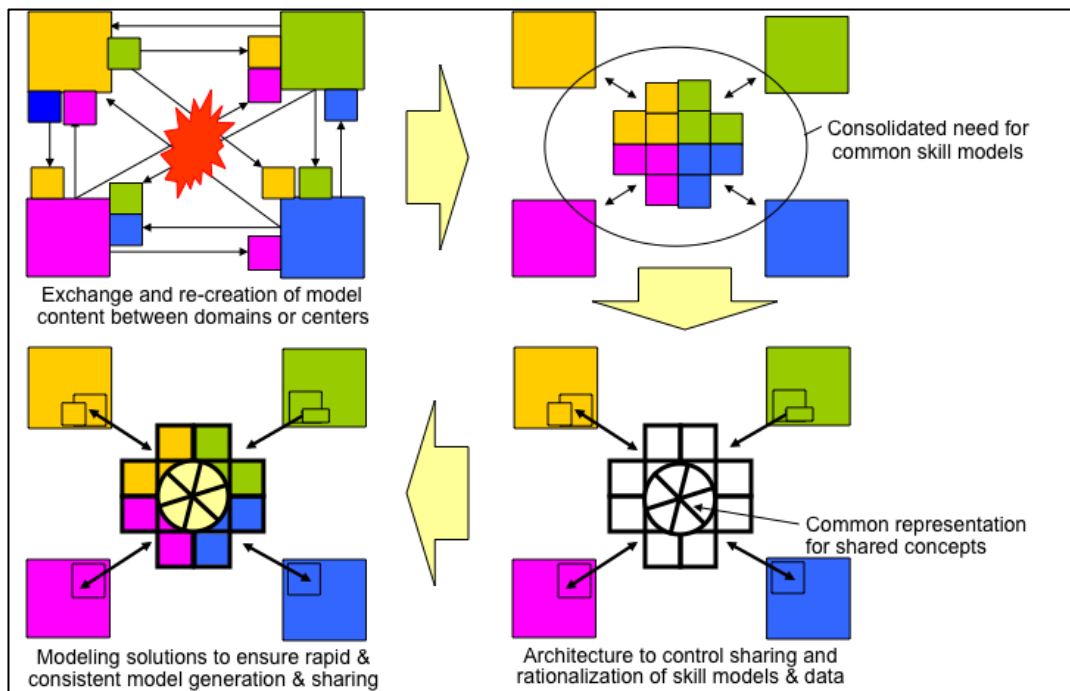 Consolidated need for
common skill models
Exchange and re-creation of model
content between domains or centers
Common representation
for shared concepts
Modeling solutions to ensure rapid &
consistent model generation & sharing
Architecture to control sharing and
rationalization of skill models & data